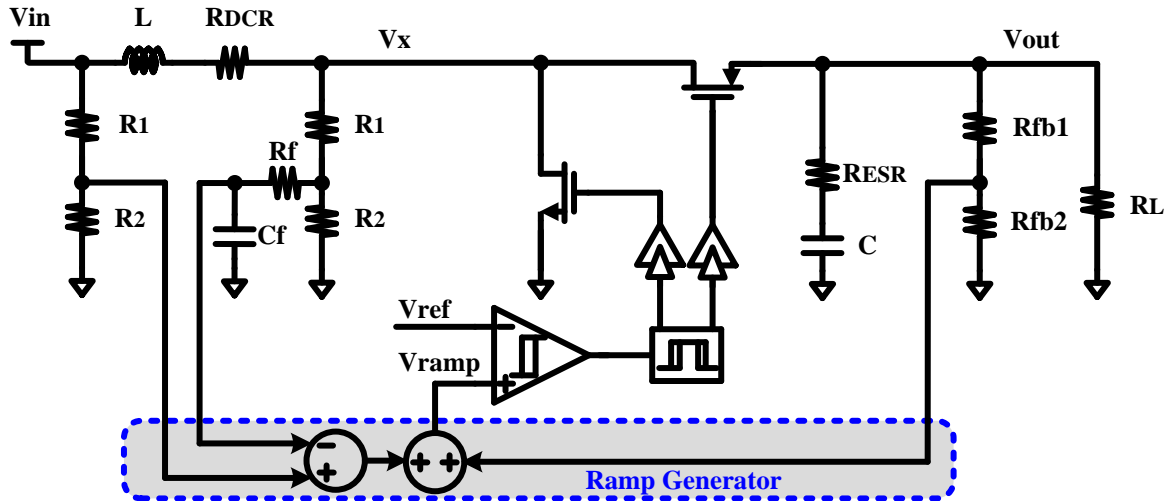 Vin
L
RDCR
Vx
Vout
R1
R1
Rf
R2
R2
Cf
RESR
C
Rfb1
Rfb2
RL
Vref
Vramp
−
+
−
+
+
+
Ramp Generator